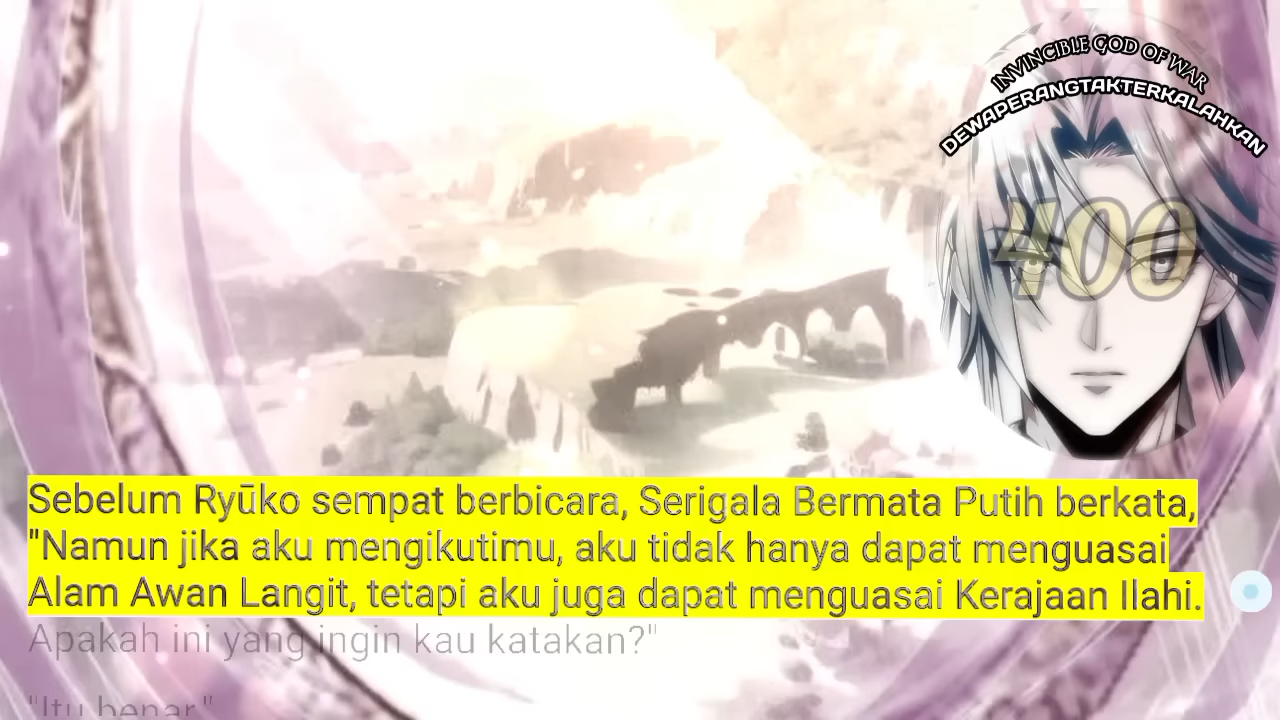 INVINCIBLE GOD OF WAR
DEWAPERANGTAKTERKALAHKAN
400
Sebelum Ryūko sempat berbicara, Serigala Bermata Putih berkata,
"Namun jika aku mengikutimu, aku tidak hanya dapat menguasai
Alam Awan Langit, tetapi aku juga dapat menguasai Kerajaan Ilahi.
Apakah ini yang ingin kau katakan?"
"Itu benar."